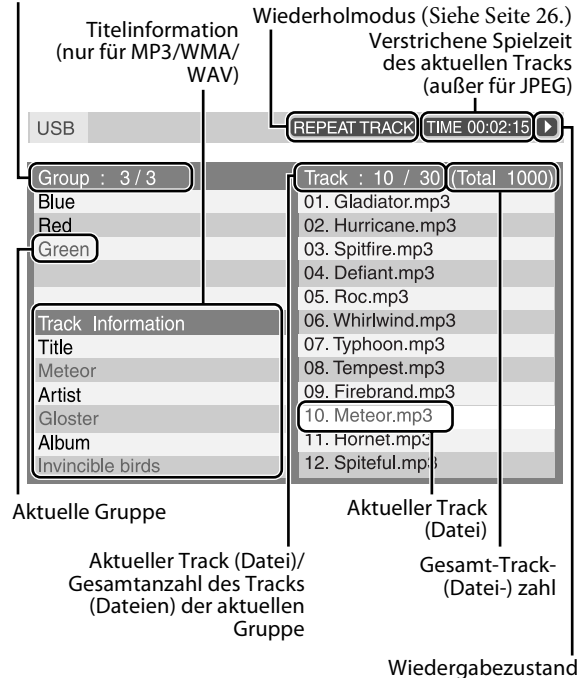 Wiederholmodus (Siehe Seite 26.)
Titelinformation
(nur für MP3/WMA/
WAV)
Verstrichene Spielzeit
des aktuellen Tracks
(außer für JPEG)
USB
REPEAT TRACK
TIME 00:02:15
Group : 3 / 3
Blue
Red
Green
Track Information
Title
Meteor
Artist
Gloster
Album
Invincible birds
Track : 10 / 30 (Total 1000)
01. Gladiator.mp3
02. Hurricane.mp3
03. Spitfire.mp3
04. Defiant.mp3
05. Roc.mp3
06. Whirlwind.mp3
07. Typhoon.mp3
08. Tempest.mp3
09. Firebrand.mp3
10. Meteor.mp3
11. Hornet.mp3
12. Spiteful.mp3
Aktuelle Gruppe
Aktueller Track
(Datei)
Aktueller Track (Datei)/
Gesamtanzahl des Tracks
(Dateien) der aktuellen
Gruppe
Gesamt-Track-
(Datei-) zahl
Wiedergabezustand